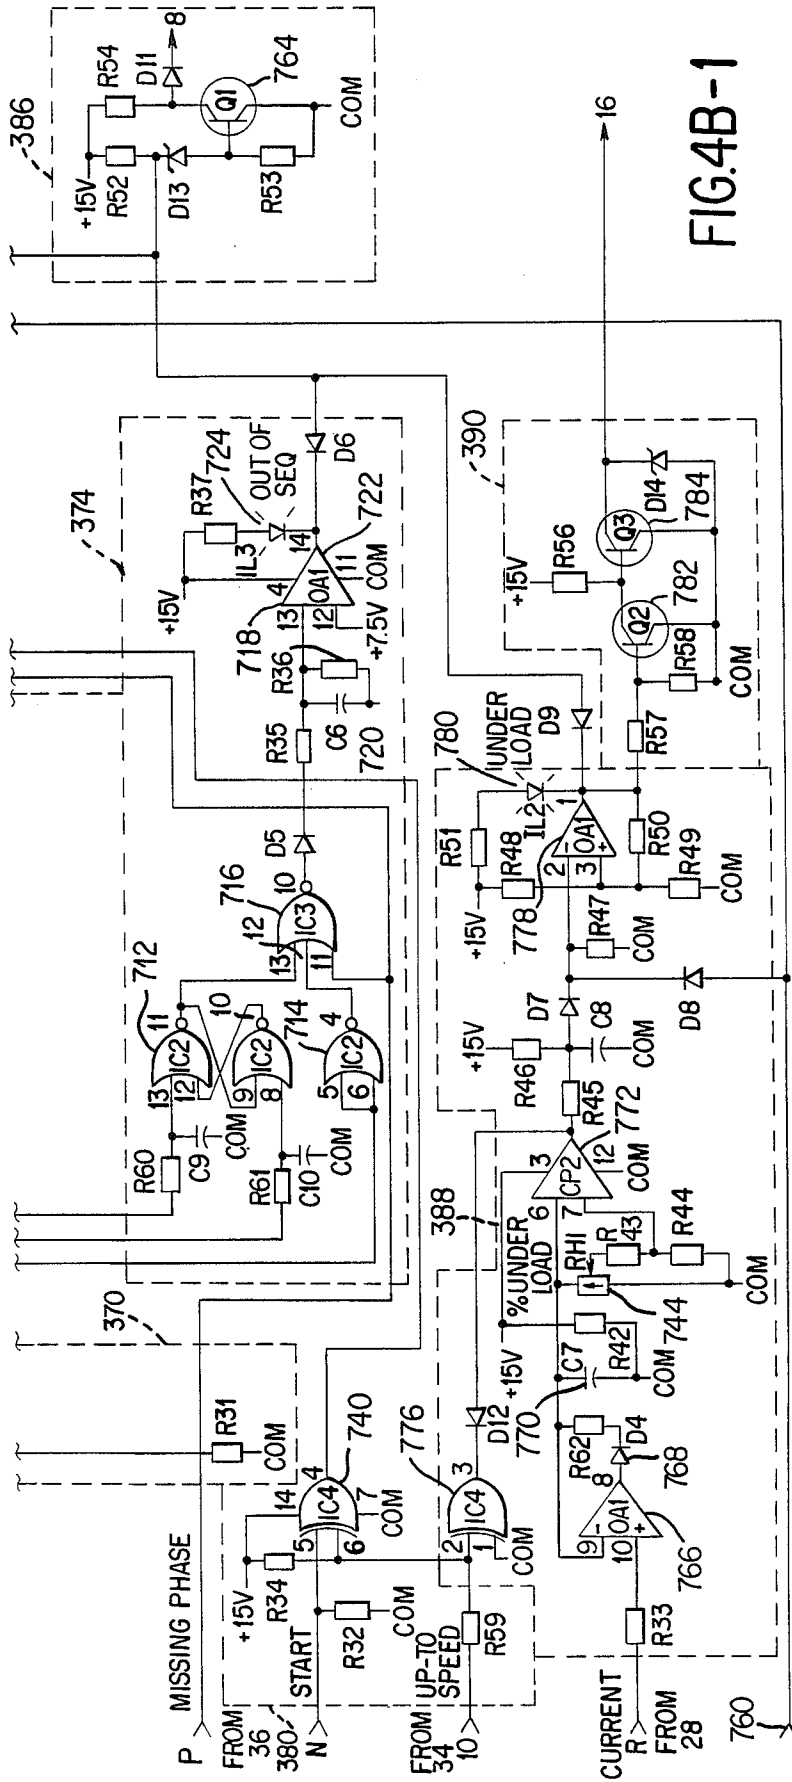 FIG.4B-1
386
+15V
R52
R54
D11
8
D13
Q1
764
R53
COM
16
374
+15V
R37
724
OUT OF
SEQ
IL3
14
4
722
718
13
12
OA1
11
COM
+7.5V
D6
R36
C6
720
R35
D5
716
12
13
11
IC3
10
712
13
12
IC2
11
10
9
8
IC2
714
5
6
IC2
4
R60
C9
COM
R61
C10
COM
390
+15V
R56
Q3
D14
784
Q2
782
R58
COM
R57
780
UNDER
LOAD
D9
R51
IL2
+15V
R48
2
3
-
+
OA1
1
778
R50
R49
COM
R47
COM
D7
D8
+15V
R46
C8
COM
R45
388
3
CP2
772
12
COM
6
7
% UNDER
LOAD
RHI
R
43
R44
744
COM
+15V
R42
C7
770
COM
D12
370
R31
COM
MISSING PHASE
P
FROM
36
380
N
START
+15V
R34
14
5
6
IC4
4
740
7
COM
R32
COM
776
2
1
IC4
3
COM
FROM
34
10
UP-TO
SPEED
R59
R62
D4
768
8
9
10
-
+
OA1
766
R33
CURRENT
R
FROM
28
760